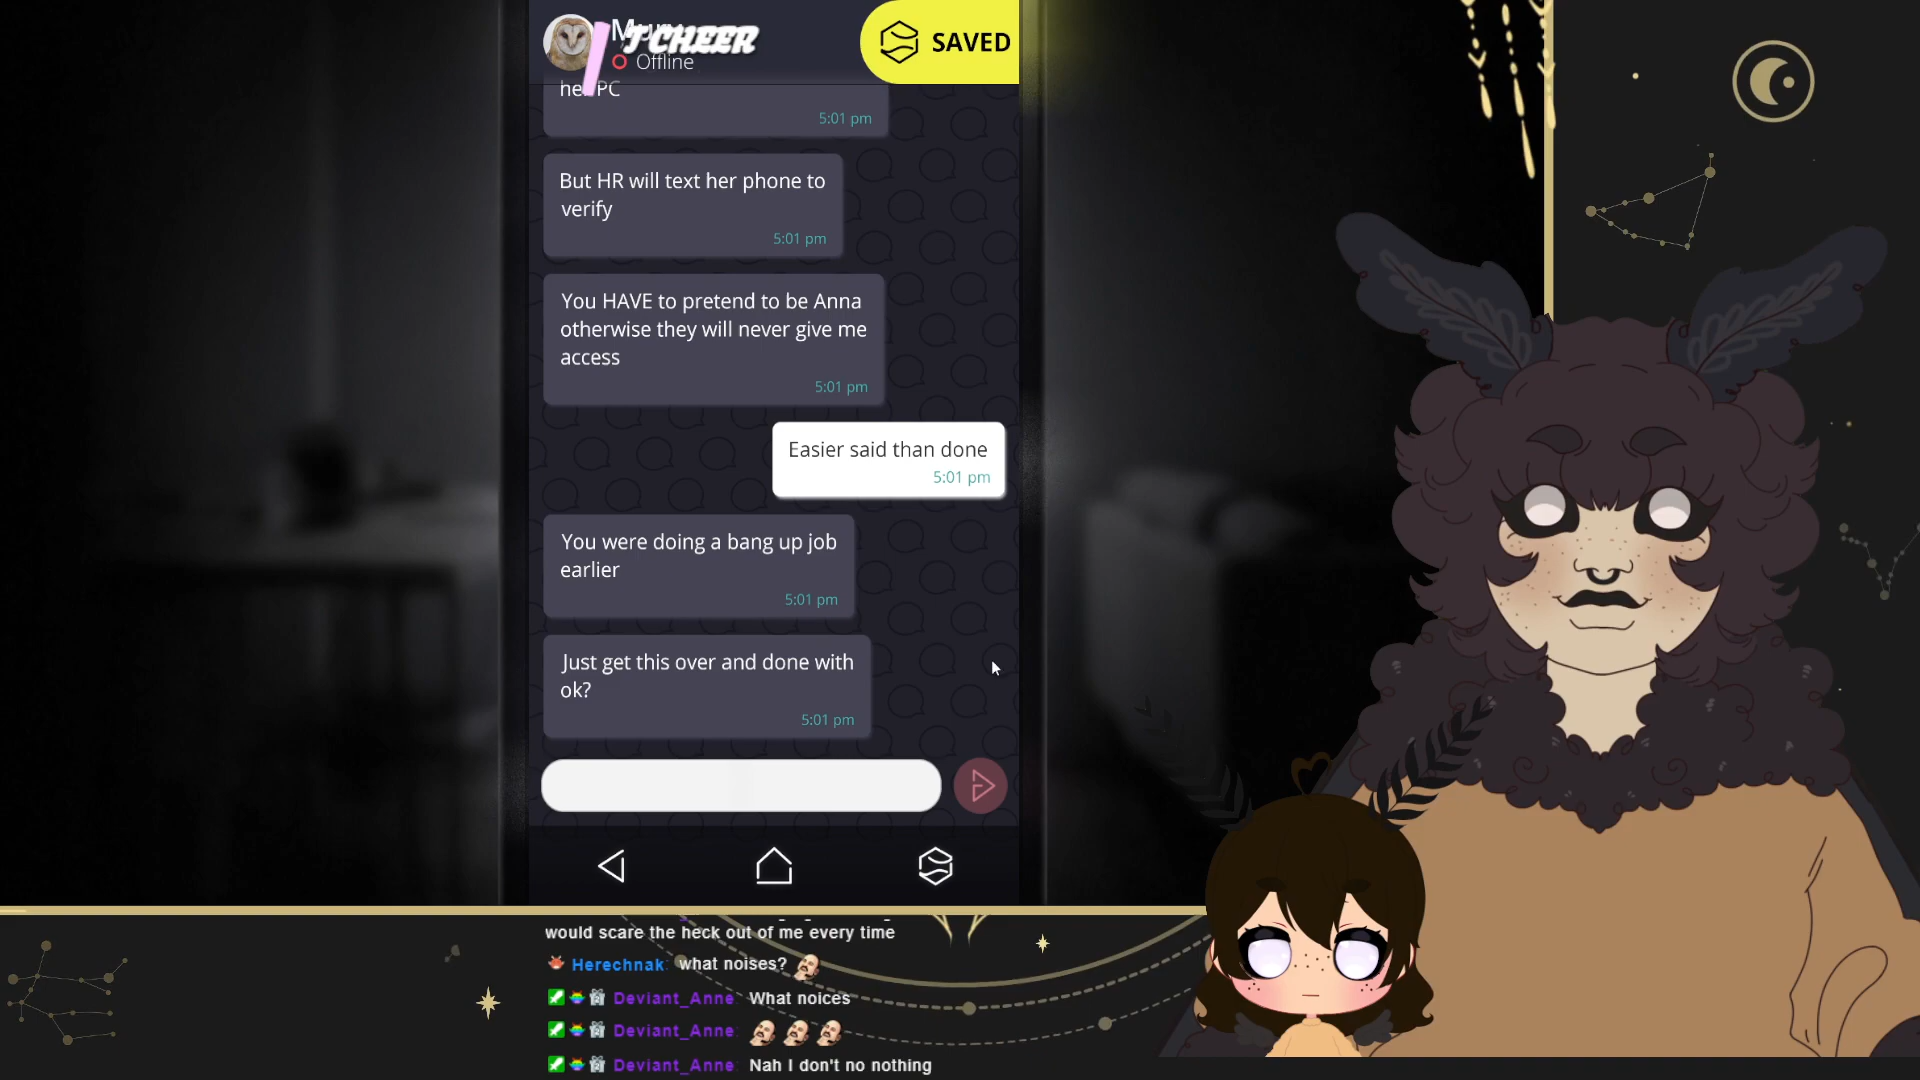 1 CHEER
SAVED
Offline
her PC
5:01 pm
But HR will text her phone to
verify
5:01 pm
You HAVE to pretend to be Anna
otherwise they will never give me
access
5:01 pm
Easier said than done
5:01 pm
You were doing a bang up job
earlier
5:01 pm
Just get this over and done with
ok?
5:01 pm
would scare the heck out of me every time
Herechnak: what noises?
Deviant_Anne: What noices
Deviant_Anne:
Deviant_Anne: Nah I don't no nothing